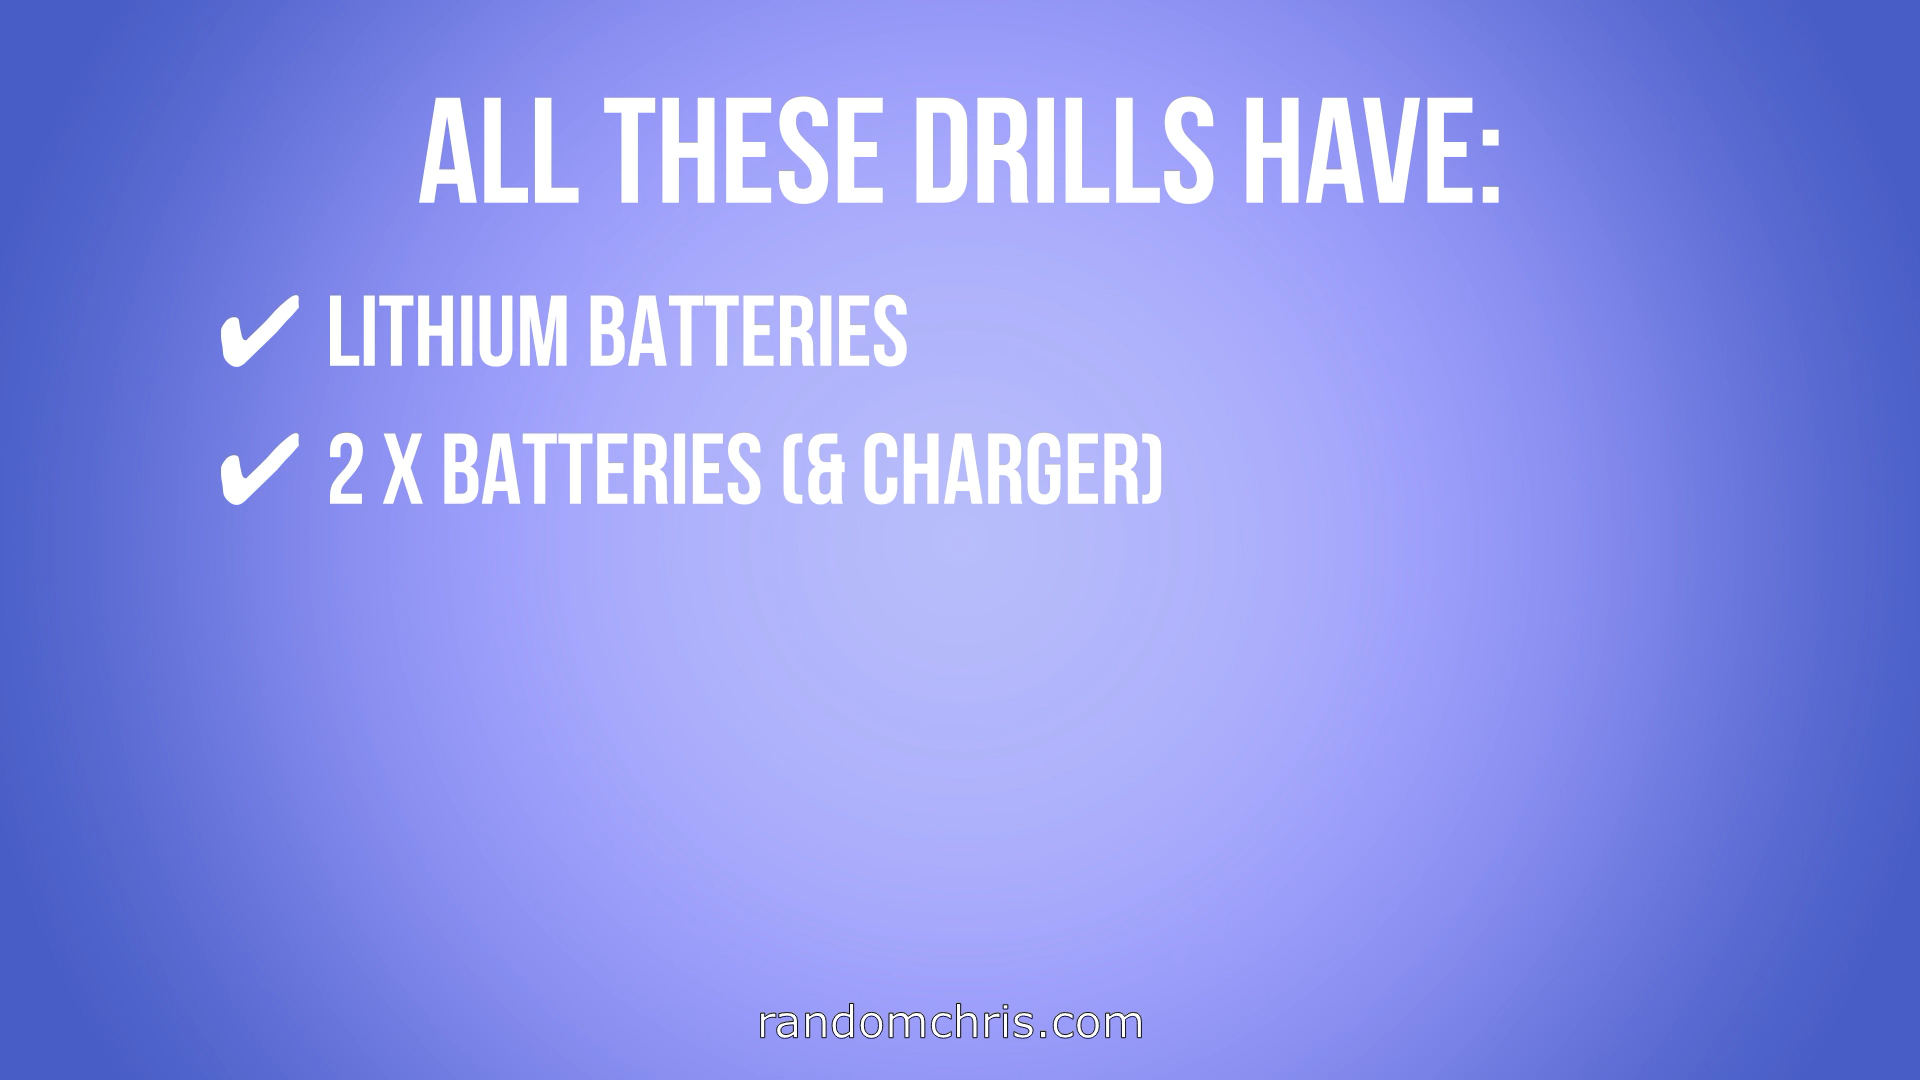 ALL THESE DRILLS HAVE:
✔ LITHIUM BATTERIES
✔ 2 X BATTERIES (& CHARGER)
randomchris.com